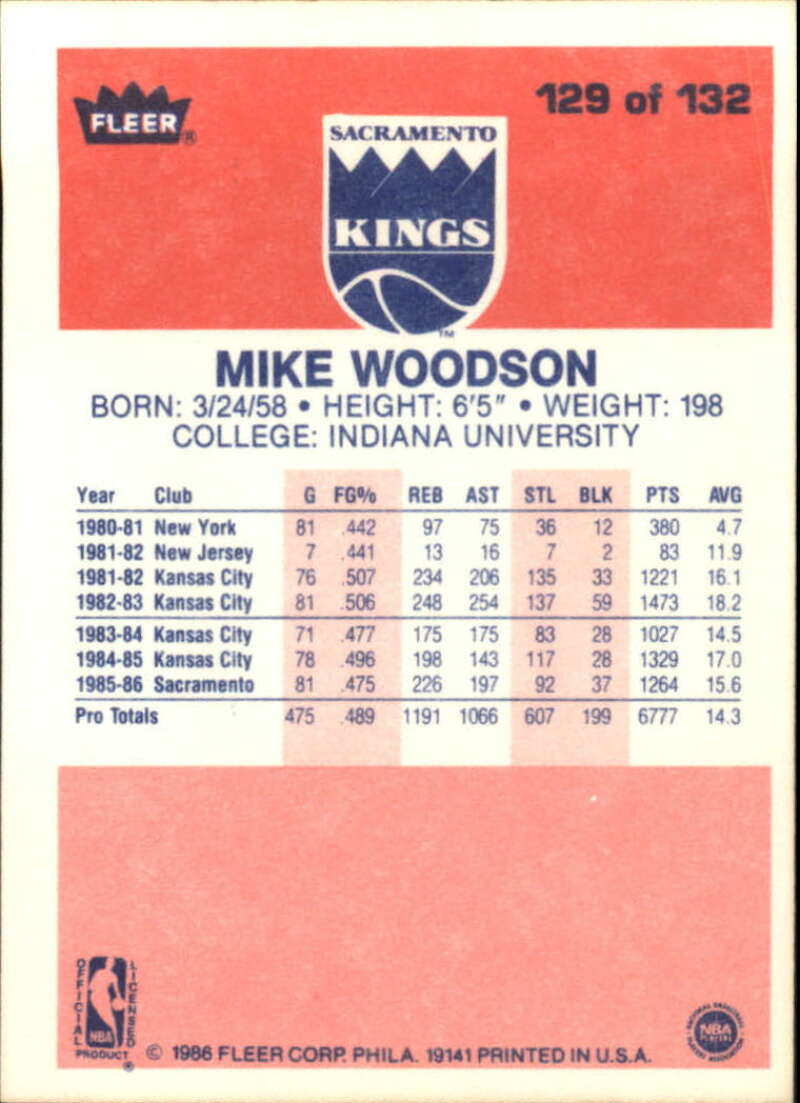 FLEER®
129 of 132
SACRAMENTO
KINGS
TM
MIKE WOODSON
BORN: 3/24/58 • HEIGHT: 6'5" • WEIGHT: 198
COLLEGE: INDIANA UNIVERSITY
Year Club G FG% REB AST STL BLK PTS AVG
1980-81 New York 81 .442 97 75 36 12 380 4.7
1981-82 New Jersey 7 .441 13 16 7 2 83 11.9
1981-82 Kansas City 76 .507 234 206 135 33 1221 16.1
1982-83 Kansas City 81 .506 248 254 137 59 1473 18.2
1983-84 Kansas City 71 .477 175 175 83 28 1027 14.5
1984-85 Kansas City 78 .496 198 143 117 28 1329 17.0
1985-86 Sacramento 81 .475 226 197 92 37 1264 15.6
Pro Totals 475 .489 1191 1066 607 199 6777 14.3
OFFICIAL
LICENSED
NBA
PRODUCT ®
© 1986 FLEER CORP. PHILA. 19141 PRINTED IN U.S.A.
NATIONAL BASKETBALL
NBA
PLAYERS
PLAYERS ASSOCIATION